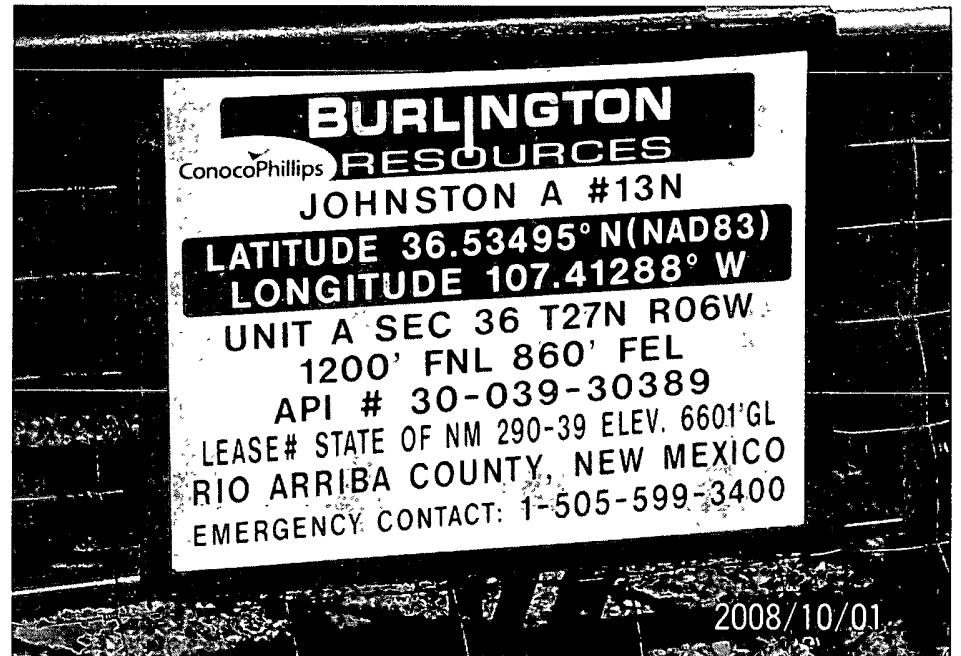 BURLINGTON
RESOURCES
ConocoPhillips
JOHNSTON A #13N
LATITUDE 36.53495° N(NAD83)
LONGITUDE 107.41288° W
UNIT A SEC 36 T27N R06W
1200' FNL 860' FEL
API # 30-039-30389
LEASE# STATE OF NM 290-39 ELEV. 6601'GL
RIO ARRIBA COUNTY, NEW MEXICO
EMERGENCY CONTACT: 1-505-599-3400
2008/10/01